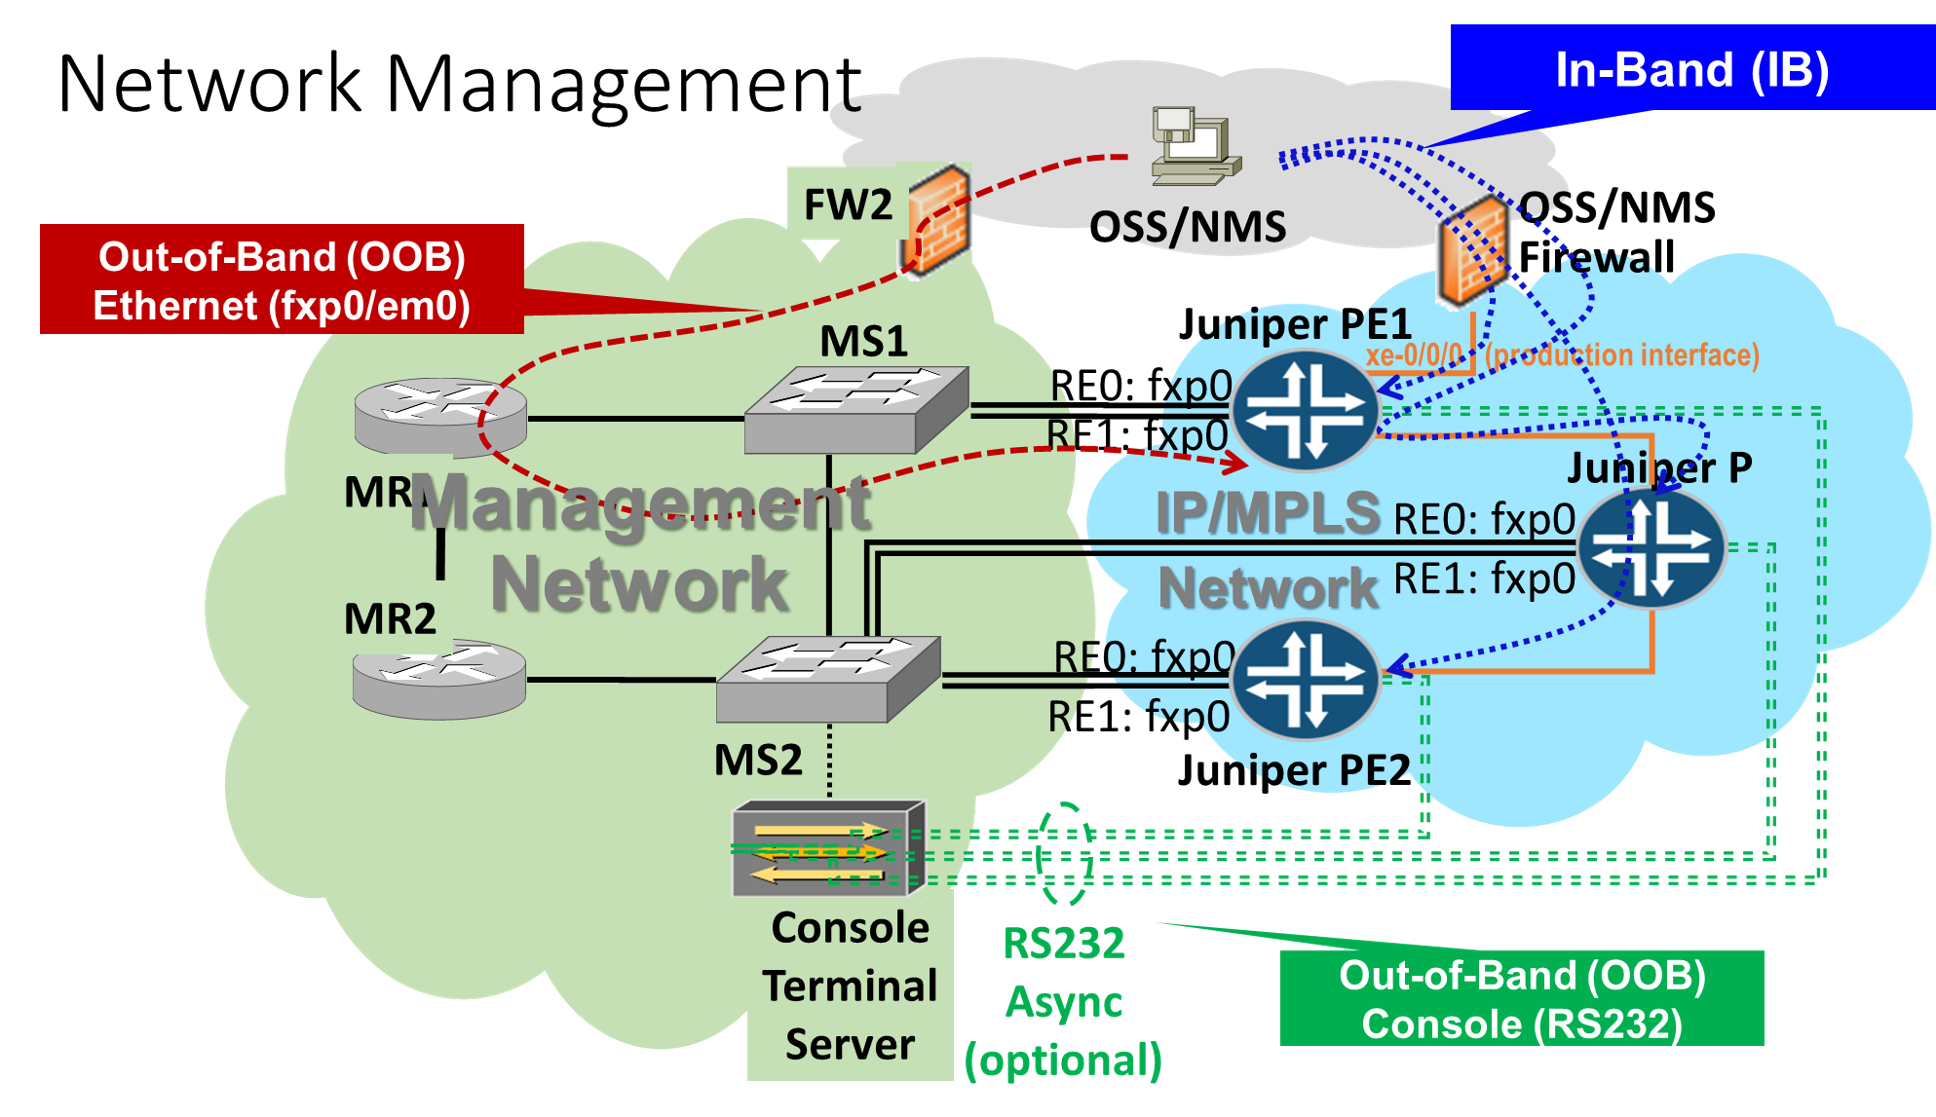 Network Management
In-Band (IB)
FW2
OSS/NMS
OSS/NMS
Firewall
Out-of-Band (OOB)
Ethernet (fxp0/em0)
MS1
Juniper PE1
xe-0/0/0 (production interface)
RE0: fxp0
RE1: fxp0
MR1
Management
Network
Juniper P
IP/MPLS
Network
RE0: fxp0
RE1: fxp0
MR2
RE0: fxp0
RE1: fxp0
MS2
Juniper PE2
Console
Terminal
Server
RS232
Async
(optional)
Out-of-Band (OOB)
Console (RS232)